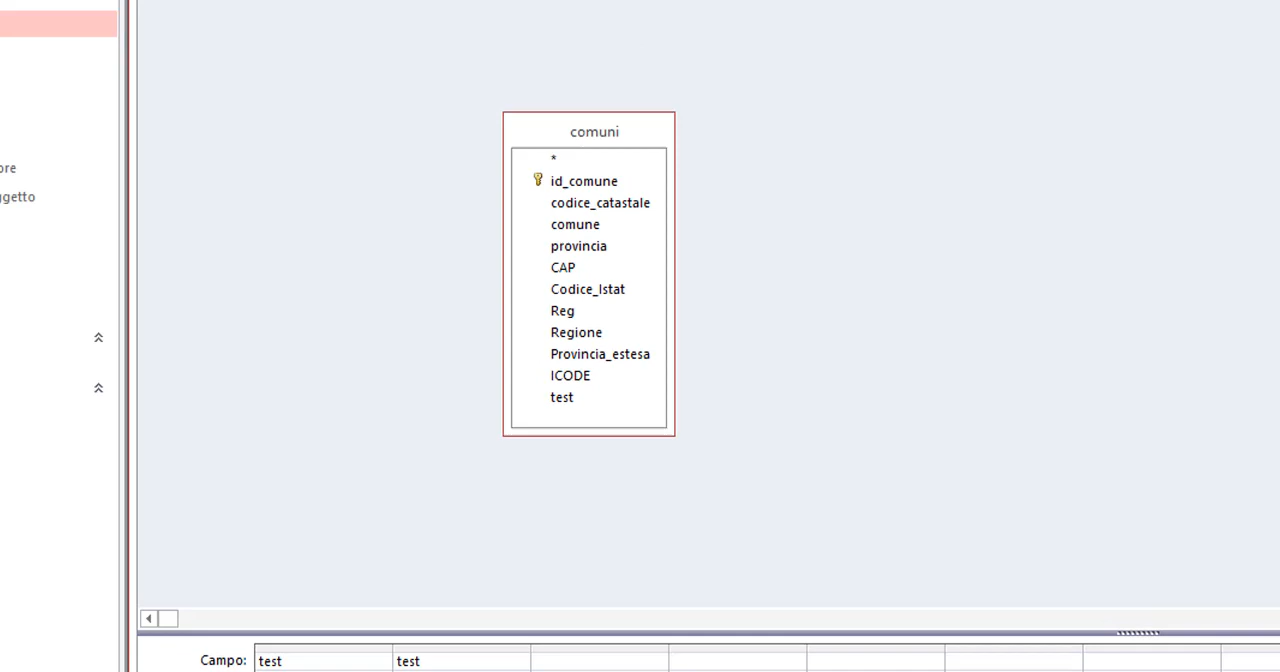 ore
ggetto
comuni
*
id_comune
codice_catastale
comune
provincia
CAP
Codice_Istat
Reg
Regione
Provincia_estesa
ICODE
test
Campo: test test